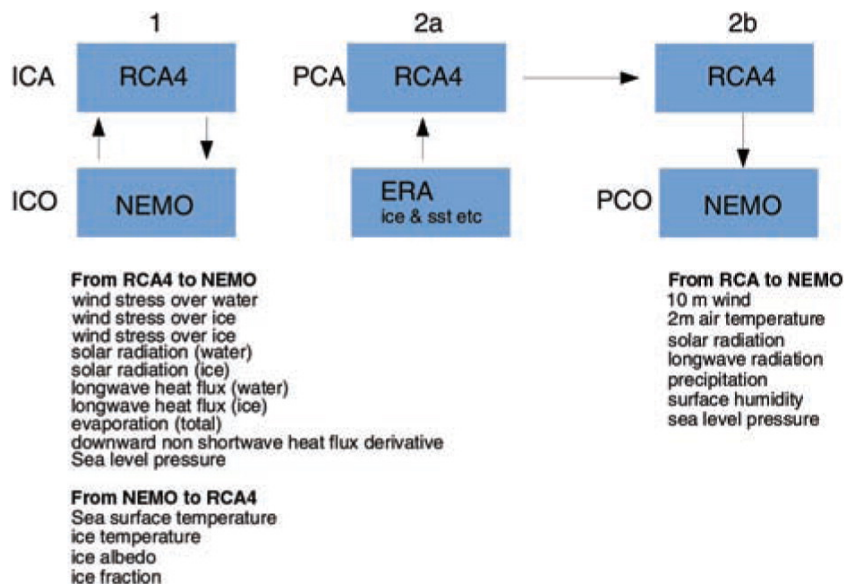 1 2a 2b
ICA RCA4 PCA RCA4 RCA4
ICO NEMO ERA PCO NEMO
ice & sst etc
From RCA4 to NEMO
wind stress over water
wind stress over ice
wind stress over ice
solar radiation (water)
solar radiation (ice)
longwave heat flux (water)
longwave heat flux (ice)
evaporation (total)
downward non shortwave heat flux derivative
Sea level pressure
From NEMO to RCA4
Sea surface temperature
ice temperature
ice albedo
ice fraction
From RCA to NEMO
10 m wind
2m air temperature
solar radiation
longwave radiation
precipitation
surface humidity
sea level pressure